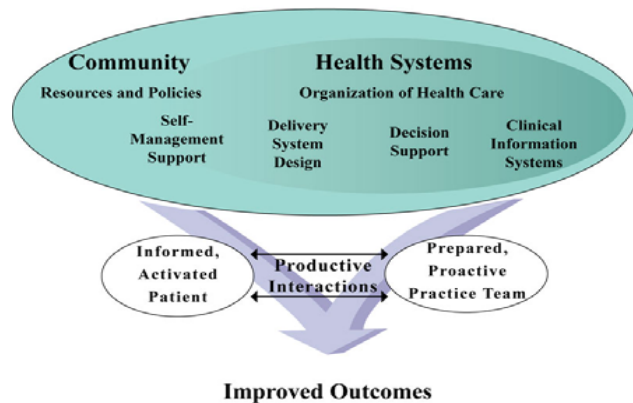 Community
Health Systems
Resources and Policies
Organization of Health Care
Self-
Management
Support
Delivery
System
Design
Decision
Support
Clinical
Information
Systems
Informed,
Activated
Patient
Productive
Interactions
Prepared,
Proactive
Practice Team
Improved Outcomes